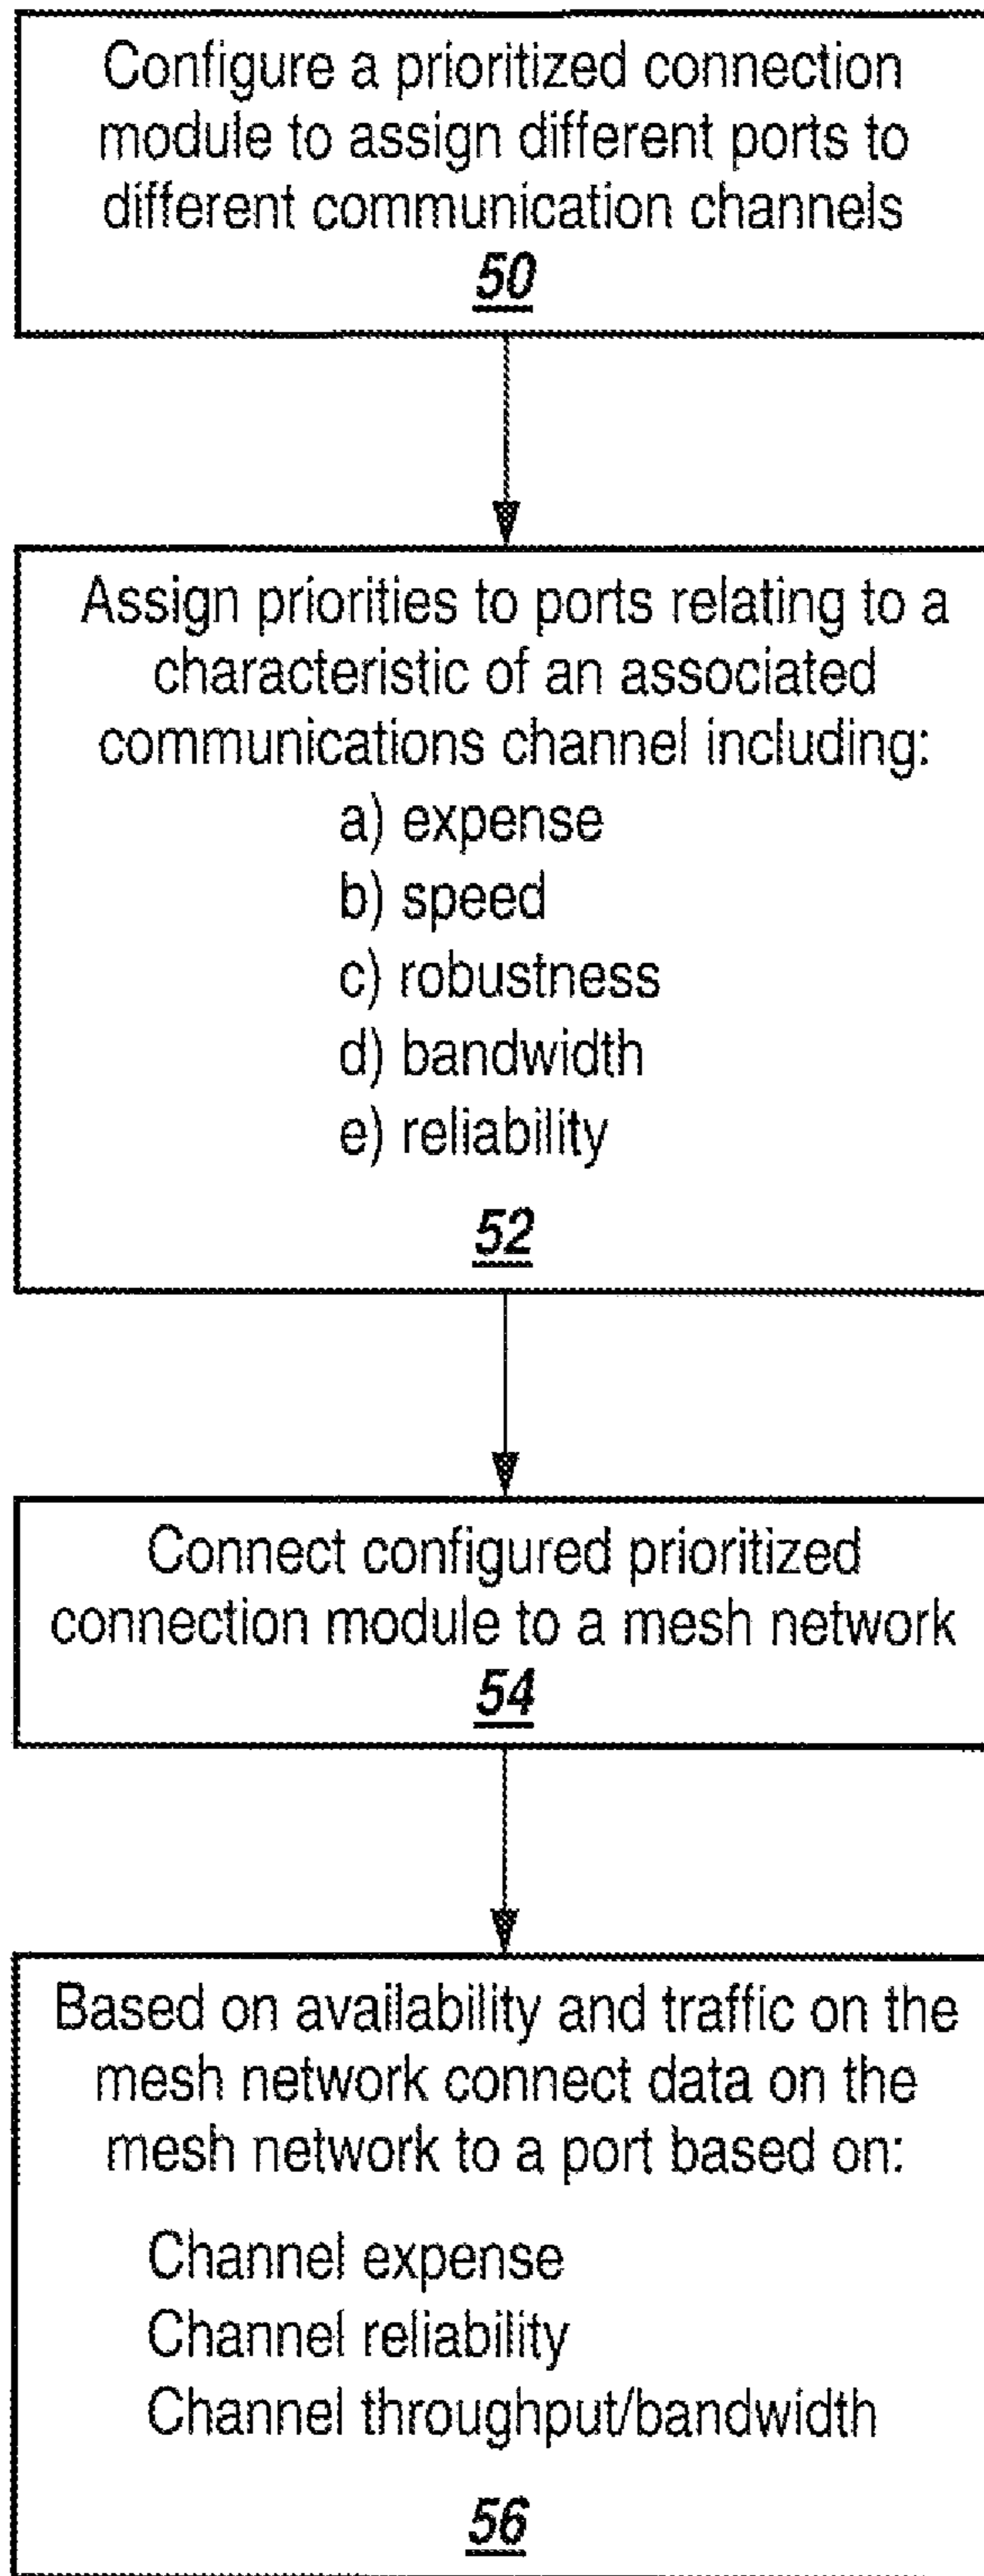 Configure a prioritized connection
module to assign different ports to
different communication channels
50
Assign priorities to ports relating to a
characteristic of an associated
communications channel including:
a) expense
b) speed
c) robustness
d) bandwidth
e) reliability
52
Connect configured prioritized
connection module to a mesh network
54
Based on availability and traffic on the
mesh network connect data on the
mesh network to a port based on:
Channel expense
Channel reliability
Channel throughput/bandwidth
56